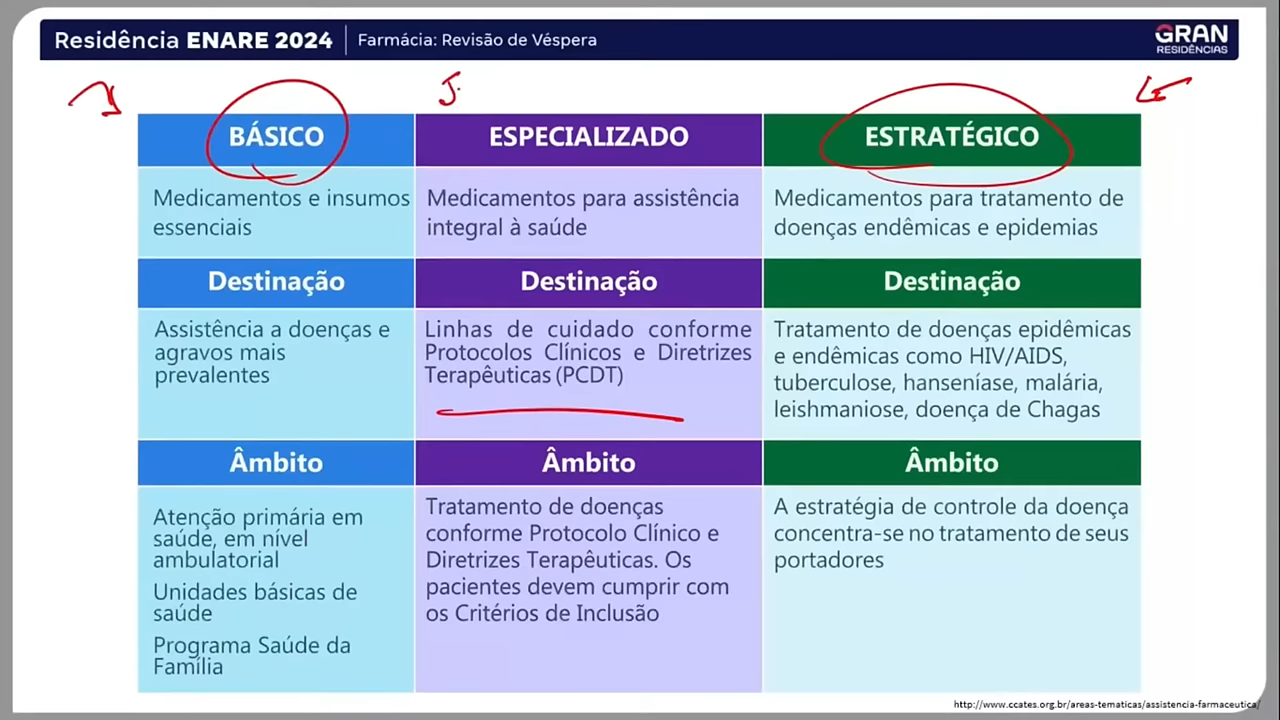 Residência ENARE 2024 | Farmácia: Revisão de Véspera
GRAN
RESIDÊNCIAS
BÁSICO
ESPECIALIZADO
ESTRATÉGICO
Medicamentos e insumos
essenciais
Medicamentos para assistência
integral à saúde
Medicamentos para tratamento de
doenças endêmicas e epidemias
Destinação
Destinação
Destinação
Assistência a doenças e
agravos mais
prevalentes
Linhas de cuidado conforme
Protocolos Clínicos e Diretrizes
Terapêuticas (PCDT)
Tratamento de doenças epidêmicas
e endêmicas como HIV/AIDS,
tuberculose, hanseníase, malária,
leishmaniose, doença de Chagas
Âmbito
Âmbito
Âmbito
Atenção primária em
saúde, em nível
ambulatorial
Unidades básicas de
saúde
Programa Saúde da
Família
Tratamento de doenças
conforme Protocolo Clínico e
Diretrizes Terapêuticas. Os
pacientes devem cumprir com
os Critérios de Inclusão
A estratégia de controle da doença
concentra-se no tratamento de seus
portadores
http://www.ccates.org.br/areas-tematicas/assistencia-farmaceutica/